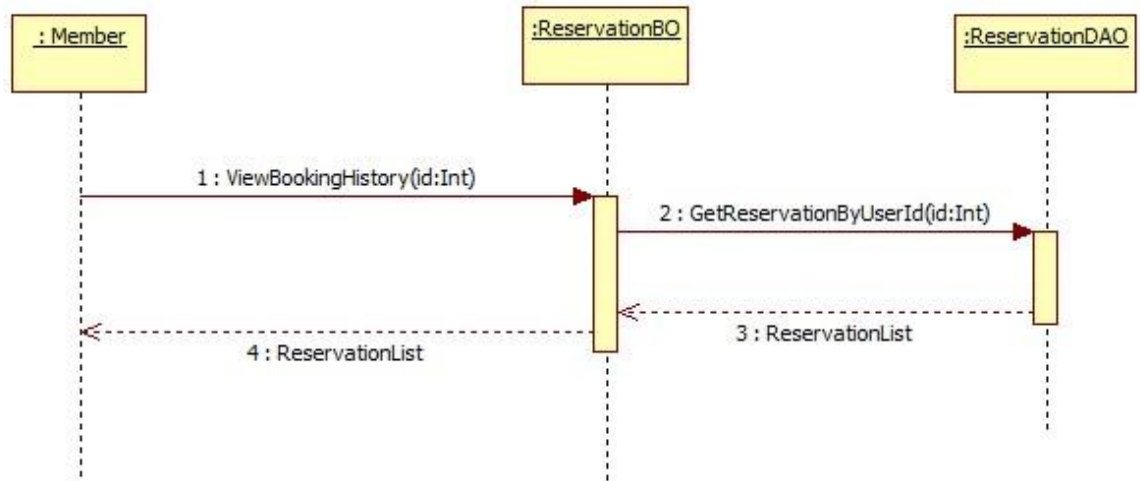 : Member
:ReservationBO
:ReservationDAO
1 : ViewBookingHistory(id:Int)
2 : GetReservationByUserId(id:Int)
3 : ReservationList
4 : ReservationList